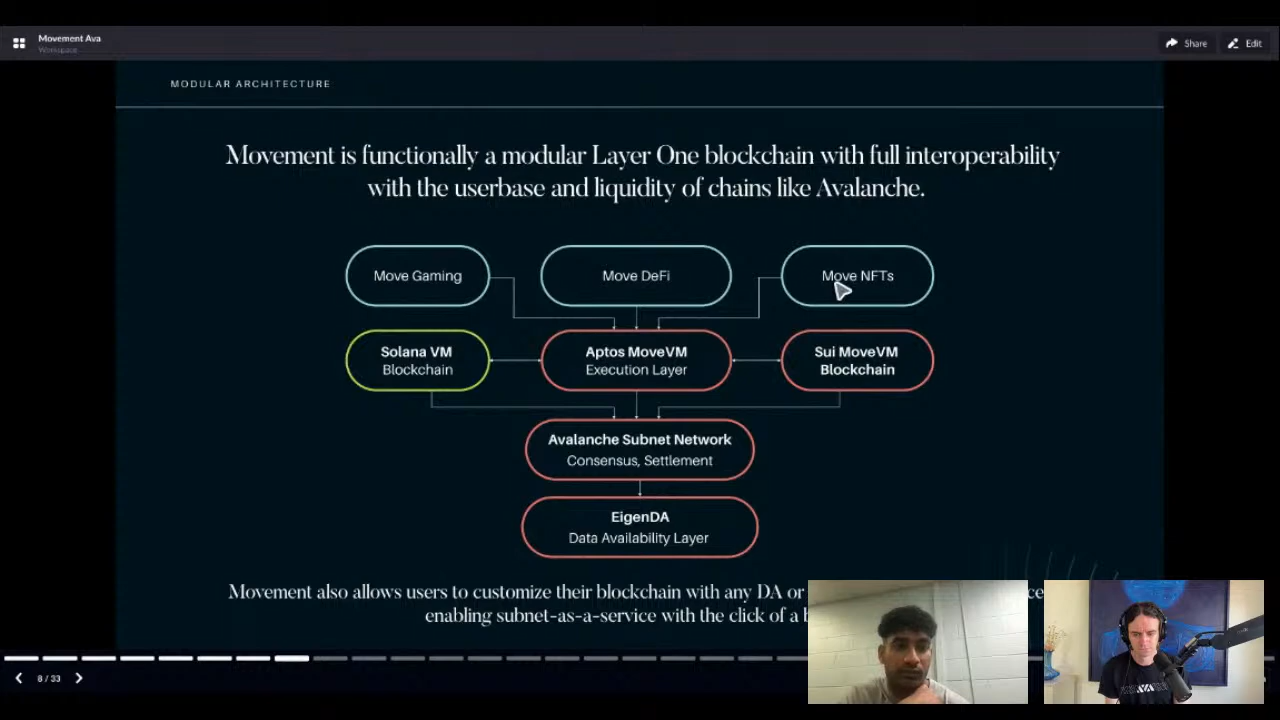 Movement Ava
Workspace
Share
Edit
MODULAR ARCHITECTURE
Movement is functionally a modular Layer One blockchain with full interoperability
with the userbase and liquidity of chains like Avalanche.
Move Gaming
Move DeFi
Move NFTs
Solana VM
Blockchain
Aptos MoveVM
Execution Layer
Sui MoveVM
Blockchain
Avalanche Subnet Network
Consensus, Settlement
EigenDA
Data Availability Layer
Movement also allows users to customize their blockchain with any DA or
enabling subnet-as-a-service with the click of a
8 / 33